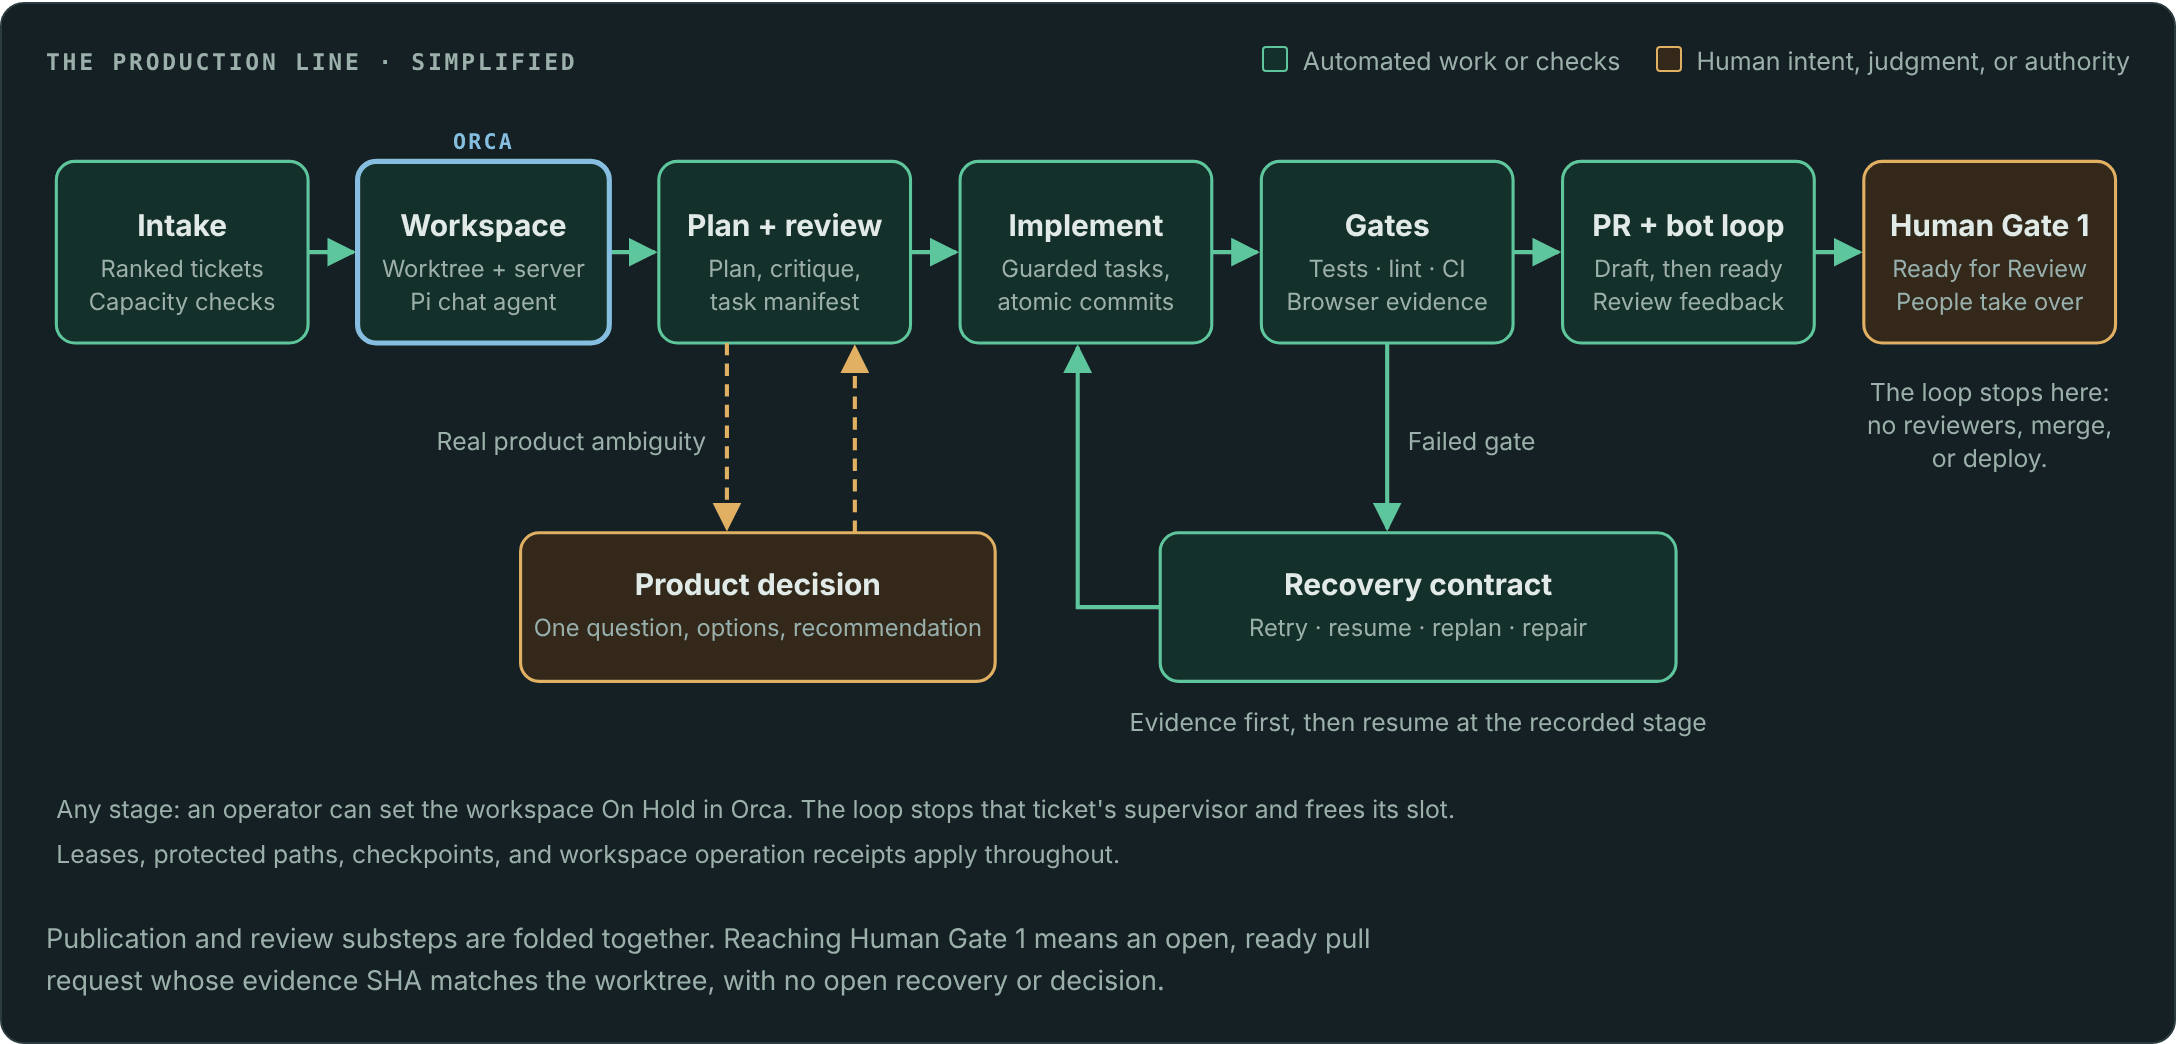 THE PRODUCTION LINE · SIMPLIFIED
Automated work or checks
Human intent, judgment, or authority
ORCA
Intake
Ranked tickets
Capacity checks
Workspace
Worktree + server
Pi chat agent
Plan + review
Plan, critique,
task manifest
Implement
Guarded tasks,
atomic commits
Gates
Tests · lint · CI
Browser evidence
PR + bot loop
Draft, then ready
Review feedback
Human Gate 1
Ready for Review
People take over
The loop stops here:
no reviewers, merge,
or deploy.
Real product ambiguity
Failed gate
Product decision
One question, options, recommendation
Recovery contract
Retry · resume · replan · repair
Evidence first, then resume at the recorded stage
Any stage: an operator can set the workspace On Hold in Orca. The loop stops that ticket's supervisor and frees its slot.
Leases, protected paths, checkpoints, and workspace operation receipts apply throughout.
Publication and review substeps are folded together. Reaching Human Gate 1 means an open, ready pull
request whose evidence SHA matches the worktree, with no open recovery or decision.